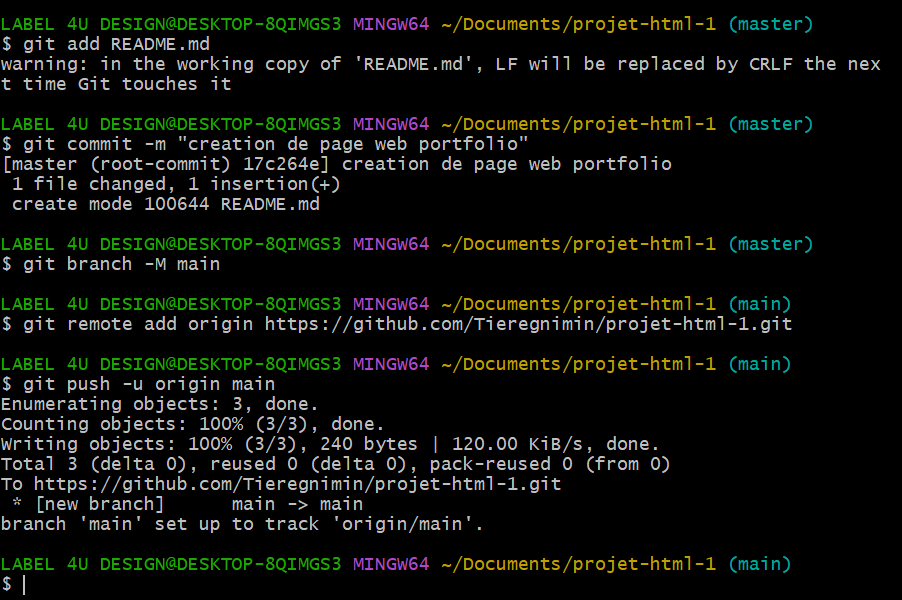 LABEL 4U DESIGN@DESKTOP-8QIMGS3 MINGW64 ~/Documents/projet-html-1 (master)
$ git add README.md
warning: in the working copy of 'README.md', LF will be replaced by CRLF the nex
t time Git touches it
LABEL 4U DESIGN@DESKTOP-8QIMGS3 MINGW64 ~/Documents/projet-html-1 (master)
$ git commit -m "creation de page web portfolio"
[master (root-commit) 17c264e] creation de page web portfolio
 1 file changed, 1 insertion(+)
 create mode 100644 README.md
LABEL 4U DESIGN@DESKTOP-8QIMGS3 MINGW64 ~/Documents/projet-html-1 (master)
$ git branch -M main
LABEL 4U DESIGN@DESKTOP-8QIMGS3 MINGW64 ~/Documents/projet-html-1 (main)
$ git remote add origin https://github.com/Tieregnimin/projet-html-1.git
LABEL 4U DESIGN@DESKTOP-8QIMGS3 MINGW64 ~/Documents/projet-html-1 (main)
$ git push -u origin main
Enumerating objects: 3, done.
Counting objects: 100% (3/3), done.
Writing objects: 100% (3/3), 240 bytes | 120.00 KiB/s, done.
Total 3 (delta 0), reused 0 (delta 0), pack-reused 0 (from 0)
To https://github.com/Tieregnimin/projet-html-1.git
 * [new branch]      main -> main
branch 'main' set up to track 'origin/main'.
LABEL 4U DESIGN@DESKTOP-8QIMGS3 MINGW64 ~/Documents/projet-html-1 (main)
$